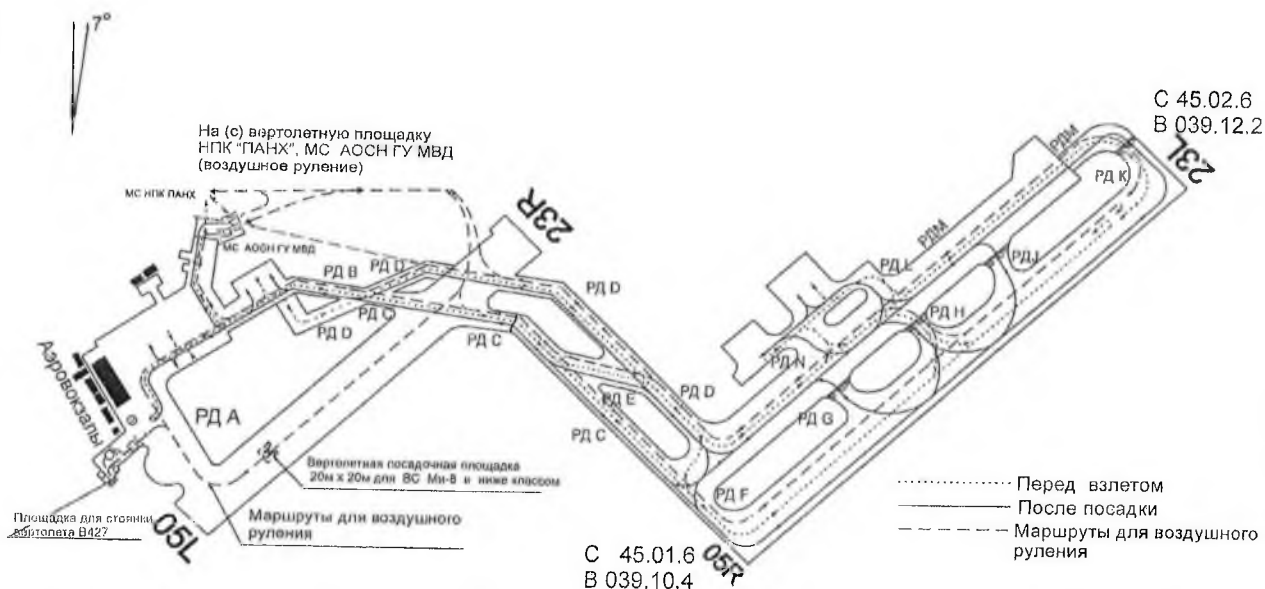 7°
С 45.02.6
В 039.12.2
На (с) вертолетную площадку
НПК "ПАНХ", МС АОСН ГУ МВД
(воздушное руление)
МС НПК ПАНХ
МС АОСН ГУ МВД
23R
23L
РДМ
РД К
РДМ
РД В
РД D
РД D
РД L
РДJ
РД Н
РД D
РД С
РД С
РД N
РД А
РД Е
РД D
РД С
РД G
РД F
Аэровокзалы
Вертолетная посадочная площадка
20м х 20м для ВС Ми-8 и ниже классом
Площадка для стоянки
вертолета В427
05L
Маршруты для воздушного
руления
Перед взлетом
После посадки
Маршруты для воздушного
руления
С 45.01.6
В 039.10.4
05R